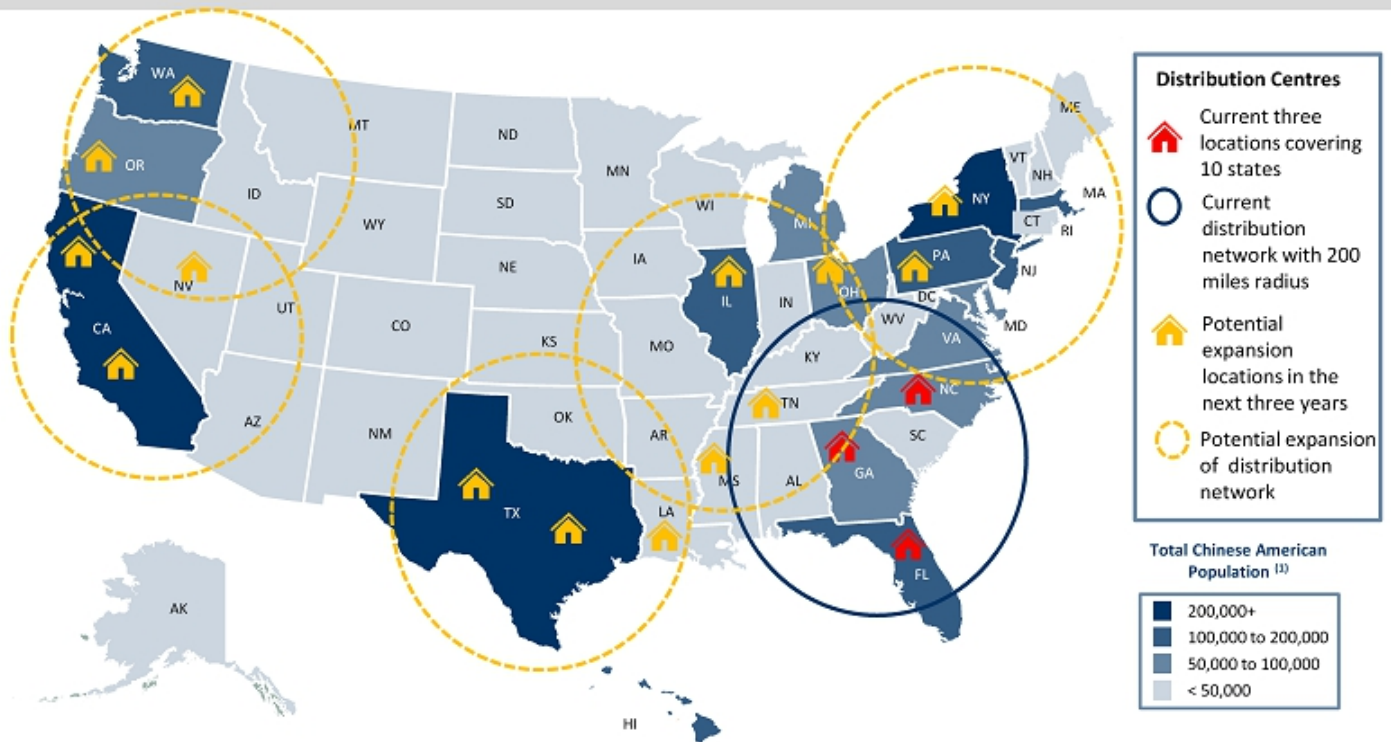 WA
MT
ND
ME
OR
MN
VT
NH
ID
SD
WI
MI
NY
MA
WY
CT
RI
IA
PA
NE
NV
IL
IN
OH
NJ
UT
DC
CA
CO
WV
MD
KS
MO
KY
VA
AZ
OK
TN
NC
NM
AR
SC
MS
AL
GA
TX
LA
FL
AK
HI
Distribution Centres
Current three
locations covering
10 states
Current
distribution
network with 200
miles radius
Potential
expansion
locations in the
next three years
Potential expansion
of distribution
network
Total Chinese American
Population (1)
200,000+
100,000 to 200,000
50,000 to 100,000
< 50,000